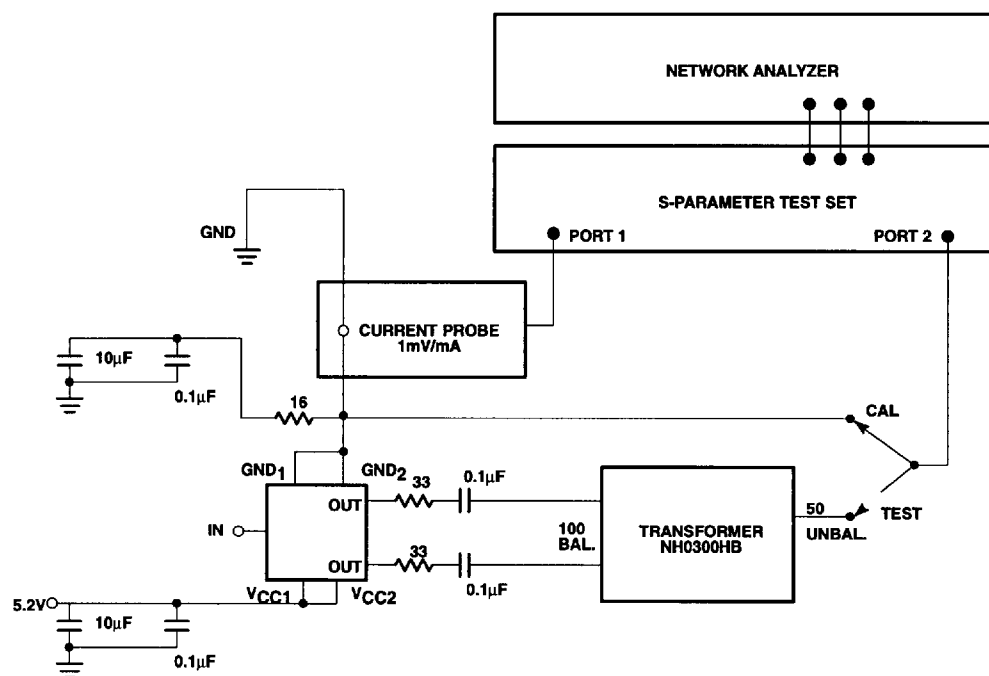 NETWORK ANALYZER
S-PARAMETER TEST SET
PORT 1
PORT 2
GND
CURRENT PROBE
1mV/mA
10µF
0.1µF
16
CAL
GND1
GND2
33
0.1µF
OUT
IN
100
BAL.
TRANSFORMER
NH0300HB
50
UNBAL.
TEST
33
OUT
0.1µF
VCC1
VCC2
5.2V
10µF
0.1µF